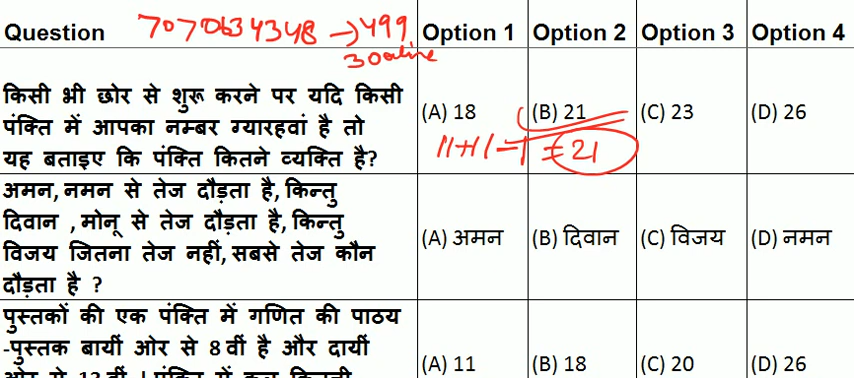 Question 7070634348 → 499 Option 1 Option 2 Option 3 Option 4
30
किसी भी छोर से शुरू करने पर यदि किसी
पंक्ति में आपका नम्बर ग्यारहवां है तो
यह बताइए कि पंक्ति कितने व्यक्ति है?
(A) 18 (B) 21 (C) 23 (D) 26
11+11-1 = 21
अमन, नमन से तेज दौड़ता है, किन्तु
दिवान , मोनू से तेज दौड़ता है, किन्तु
विजय जितना तेज नहीं, सबसे तेज कौन
दौड़ता है ?
(A) अमन (B) दिवान (C) विजय (D) नमन
पुस्तकों की एक पंक्ति में गणित की पाठय
-पुस्तक बायीं ओर से 8 वीं है और दायीं
(A) 11 (B) 18 (C) 20 (D) 26